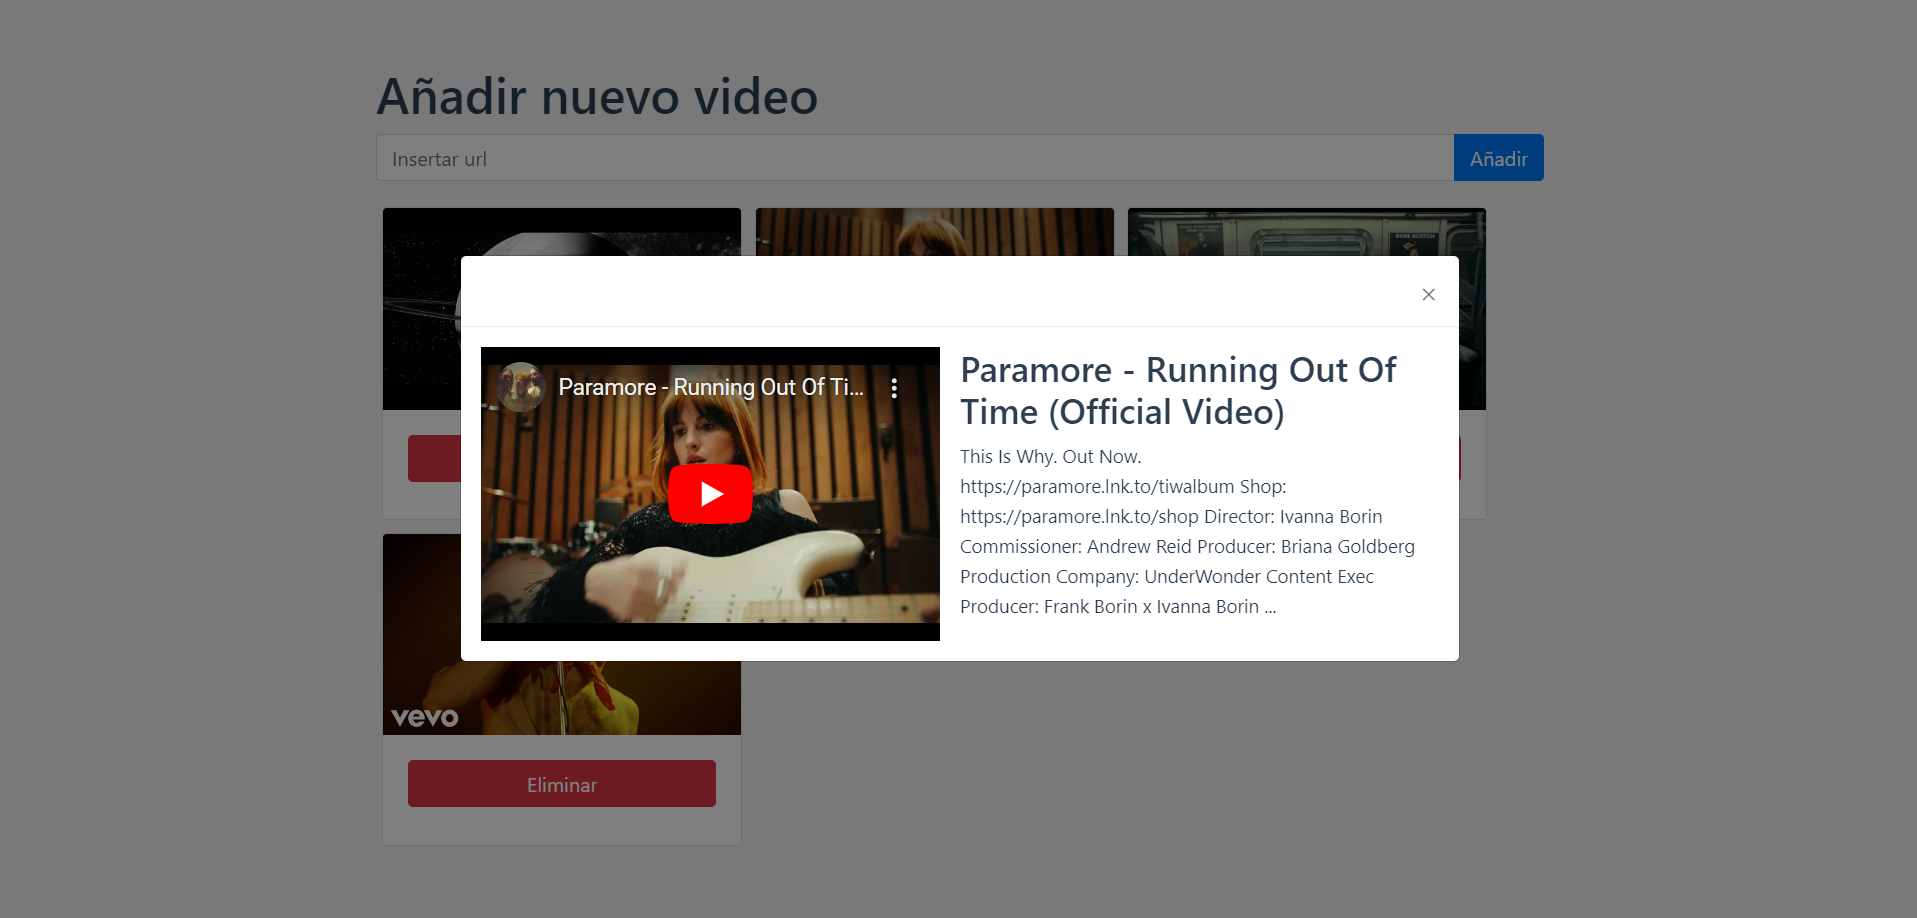 Añadir nuevo video
Insertar url
Añadir
ROSS SCOTCH
×
Paramore - Running Out Of Ti...
Paramore - Running Out Of
Time (Official Video)
This Is Why. Out Now.
https://paramore.lnk.to/tiwalbum Shop:
https://paramore.lnk.to/shop Director: Ivanna Borin
Commissioner: Andrew Reid Producer: Briana Goldberg
Production Company: UnderWonder Content Exec
Producer: Frank Borin x Ivanna Borin ...
vevo
Eliminar